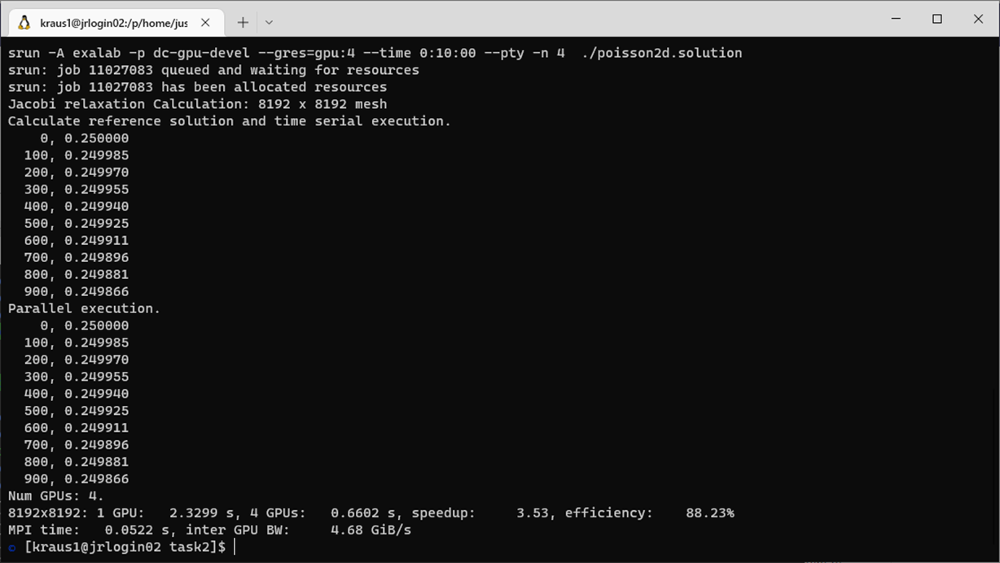 kraus1@jrlogin02:/p/home/jus
srun -A exalab -p dc-gpu-devel --gres=gpu:4 --time 0:10:00 --pty -n 4  ./poisson2d.solution
srun: job 11027083 queued and waiting for resources
srun: job 11027083 has been allocated resources
Jacobi relaxation Calculation: 8192 x 8192 mesh
Calculate reference solution and time serial execution.
    0, 0.250000
  100, 0.249985
  200, 0.249970
  300, 0.249955
  400, 0.249940
  500, 0.249925
  600, 0.249911
  700, 0.249896
  800, 0.249881
  900, 0.249866
Parallel execution.
    0, 0.250000
  100, 0.249985
  200, 0.249970
  300, 0.249955
  400, 0.249940
  500, 0.249925
  600, 0.249911
  700, 0.249896
  800, 0.249881
  900, 0.249866
Num GPUs: 4.
8192x8192: 1 GPU:   2.3299 s, 4 GPUs:   0.6602 s, speedup:     3.53, efficiency:    88.23%
MPI time:   0.0522 s, inter GPU BW:     4.68 GiB/s
[kraus1@jrlogin02 task2]$